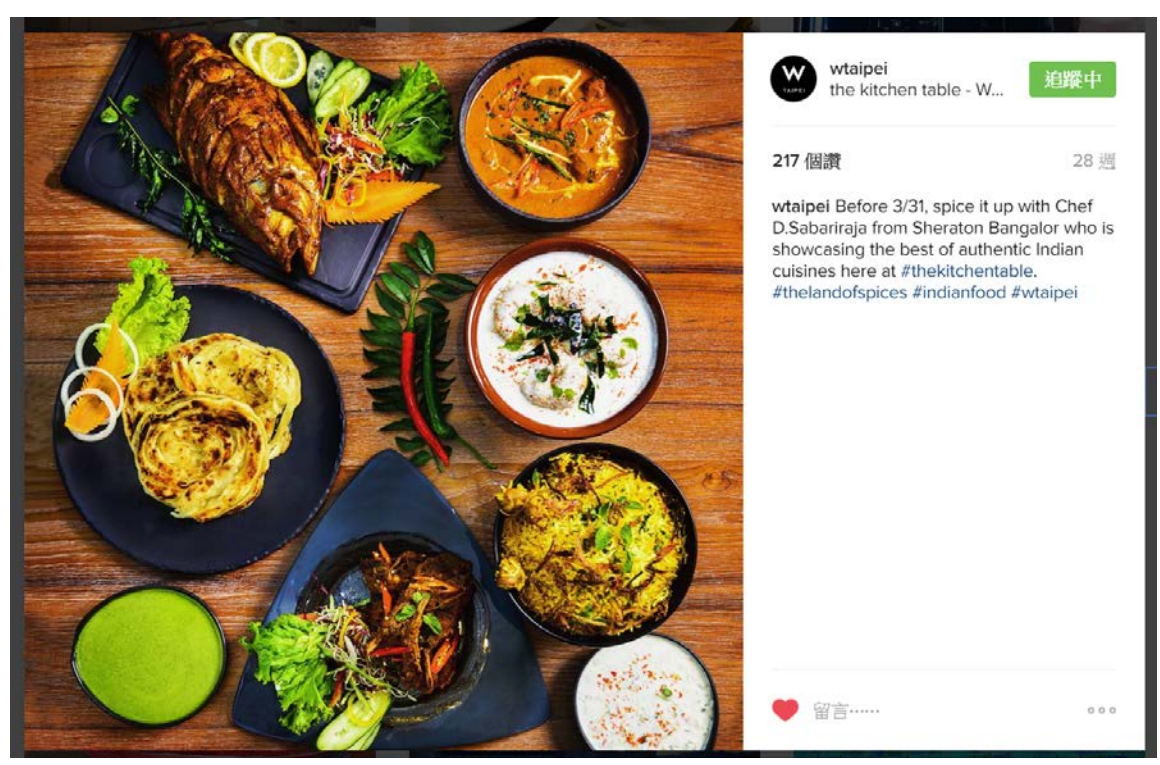 W
TAIPEI
wtaipei
the kitchen table - W...
追蹤中
217 個讚
28 週
wtaipei Before 3/31, spice it up with Chef
D.Sabariraja from Sheraton Bangalor who is
showcasing the best of authentic Indian
cuisines here at #thekitchentable.
#thelandofspices #indianfood #wtaipei
留言......